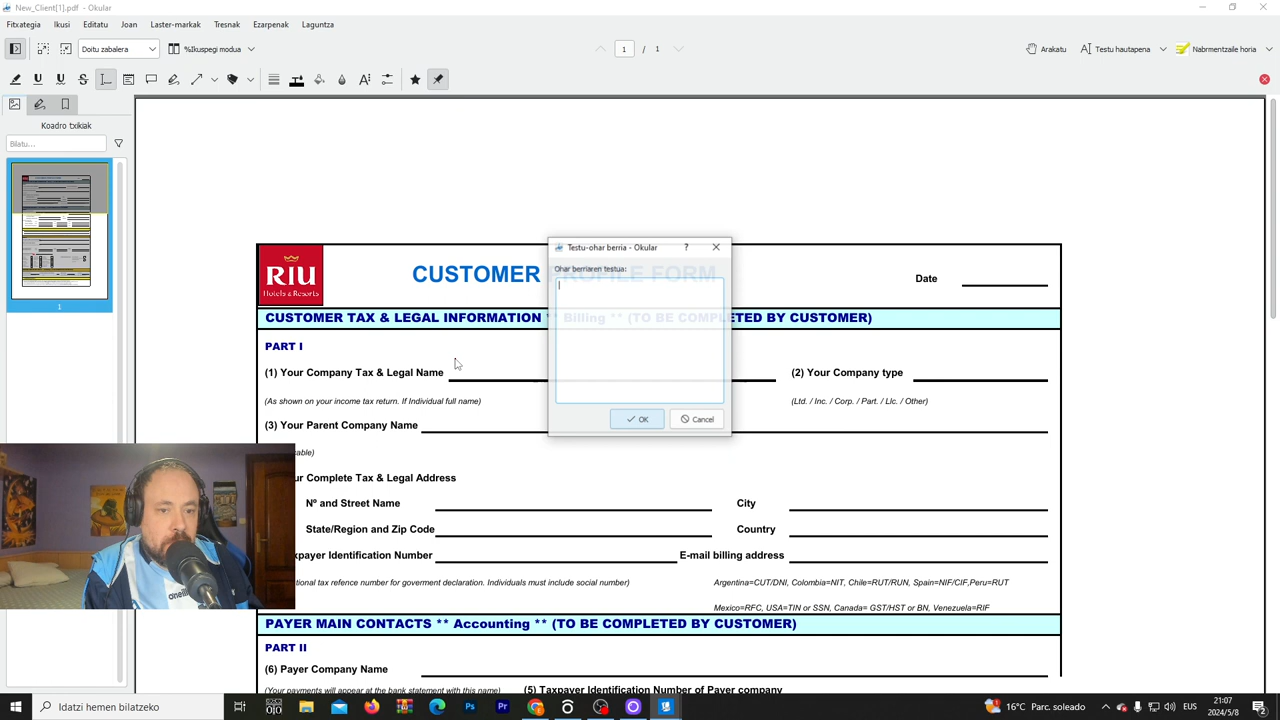 New_Client[1].pdf - Okular
Fitxategia Ikusi Editatu Joan Laster-markak Tresnak Ezarpenak Laguntza
Doitu zabalera %Ikuspegi modua 1 / 1 Arakatu Testu hautapena Nabrmentzaile horia
Koadro txikiak
Bilatu...
1
Testu-ohar berria - Okular ?
Ohar berriaren testua:
OK Cancel
RIU
Hotels & Resorts
CUSTOMER PROFILE FORM
Date
CUSTOMER TAX & LEGAL INFORMATION ** Billing ** (TO BE COMPLETED BY CUSTOMER)
PART I
(1) Your Company Tax & Legal Name
(2) Your Company type
(As shown on your income tax return. If Individual full name)
(Ltd. / Inc. / Corp. / Part. / Llc. / Other)
(3) Your Parent Company Name
sable)
ur Complete Tax & Legal Address
Nº and Street Name
City
State/Region and Zip Code
Country
xpayer Identification Number
E-mail billing address
tional tax refence number for goverment declaration. Individuals must include social number)
Argentina=CUT/DNI, Colombia=NIT, Chile=RUT/RUN, Spain=NIF/CIF,Peru=RUT
Mexico=RFC, USA=TIN or SSN, Canada= GST/HST or BN, Venezuela=RIF
PAYER MAIN CONTACTS ** Accounting ** (TO BE COMPLETED BY CUSTOMER)
PART II
(6) Payer Company Name
(Your payments will appear at the bank statement with this name)
(5) Taxpayer Identification Number of Payer company
Idatzi hemen bilatzeko
16°C Parc. soleado
EUS
21:07
2024/5/8